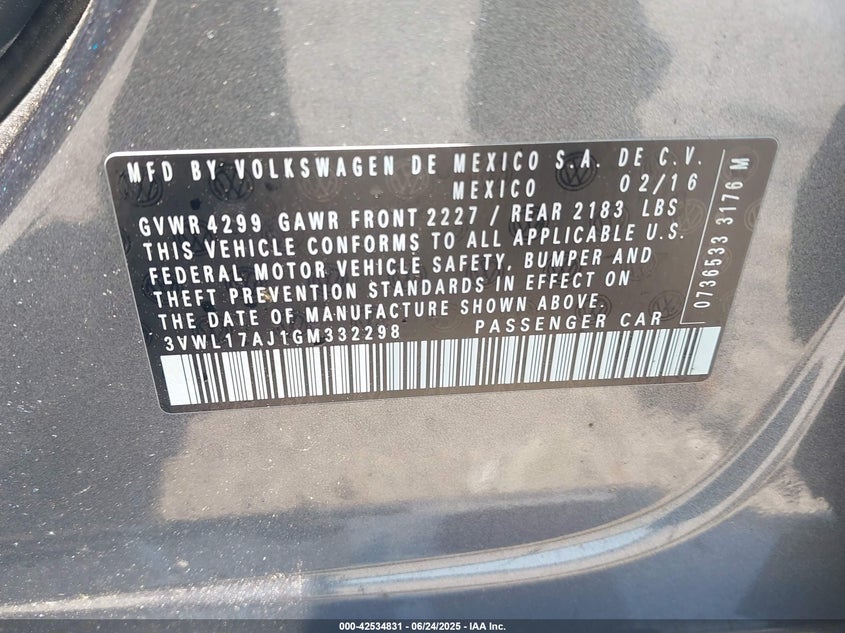 MFD BY VOLKSWAGEN DE MEXICO S.A. DE C.V.
MEXICO 02/16
GVWR 4299 GAWR FRONT 2227 / REAR 2183 LBS
THIS VEHICLE CONFORMS TO ALL APPLICABLE U.S.
FEDERAL MOTOR VEHICLE SAFETY, BUMPER AND
THEFT PREVENTION STANDARDS IN EFFECT ON
THE DATE OF MANUFACTURE SHOWN ABOVE.
3VWL17AJ1GM332298 PASSENGER CAR
0736533 3176 M
000-42534831 - 06/24/2025 - IAA Inc.